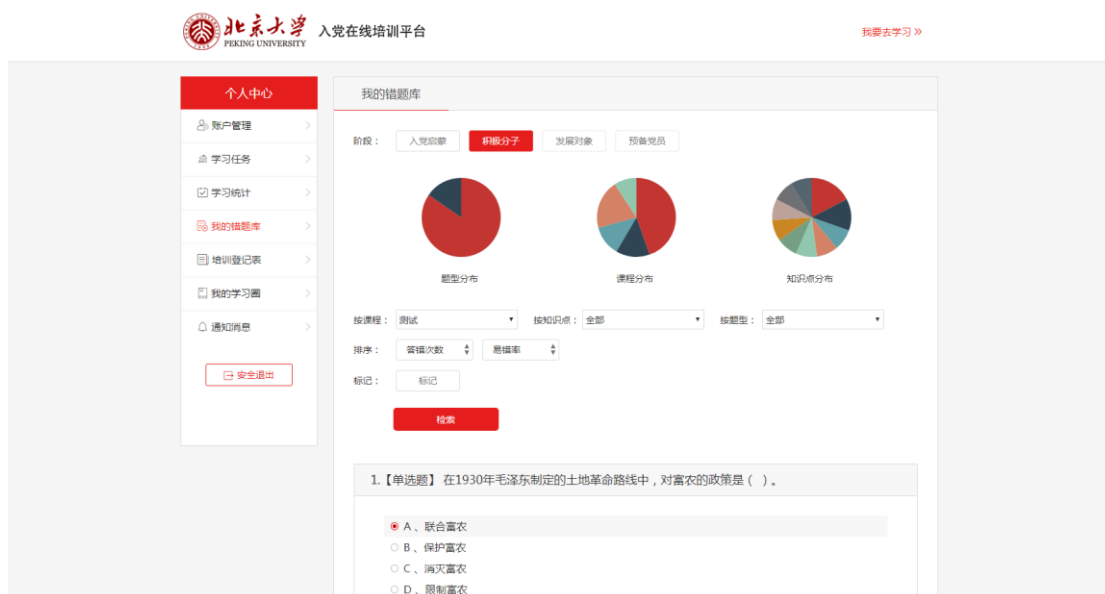 北京大学 入党在线培训平台
PEKING UNIVERSITY
我要去学习 »
个人中心
账户管理
学习任务
学习统计
我的错题库
培训登记表
我的学习圈
通知消息
安全退出
我的错题库
阶段： 入党启蒙 积极分子 发展对象 预备党员
题型分布 课程分布 知识点分布
按课程： 测试 按知识点： 全部 按题型： 全部
排序： 答错次数 易错率
标记： 标记
检索
1.【单选题】 在1930年毛泽东制定的土地革命路线中，对富农的政策是（ ）。
A 、联合富农
B 、保护富农
C 、消灭富农
D 、限制富农